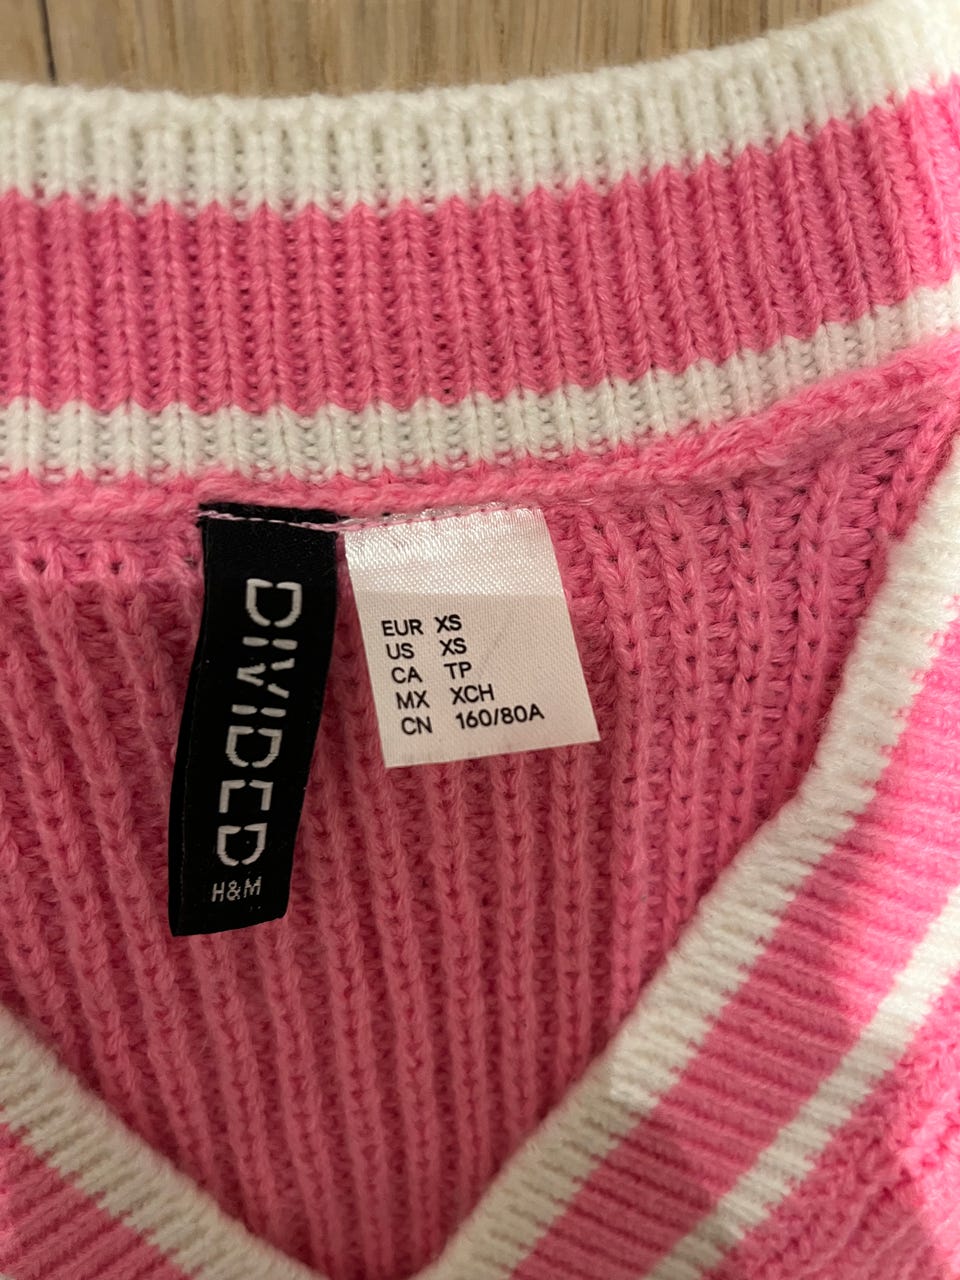 DIVIDED
H&M
EUR XS
US XS
CA TP
MX XCH
CN 160/80A